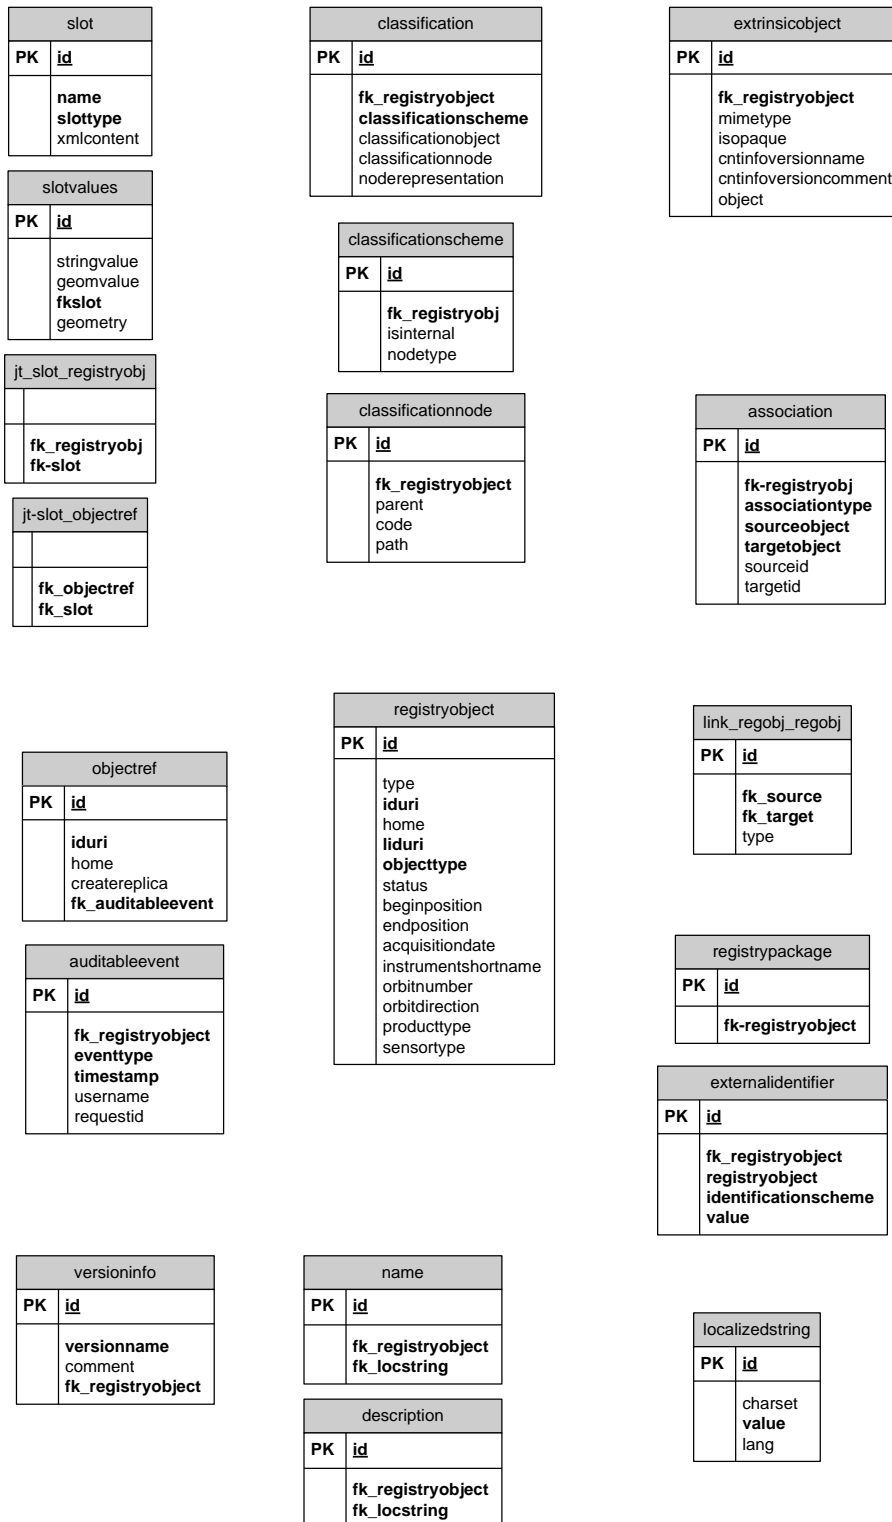 slot
PK id
name
slottype
xmlcontent
slotvalues
PK id
stringvalue
geomvalue
fkslot
geometry
jt_slot_registryobj
fk_registryobj
fk-slot
jt-slot_objectref
fk_objectref
fk_slot
classification
PK id
fk_registryobject
classificationscheme
classificationobject
classificationnode
noderepresentation
classificationscheme
PK id
fk_registryobj
isinternal
nodetype
classificationnode
PK id
fk_registryobject
parent
code
path
extrinsicobject
PK id
fk_registryobject
mimetype
isopaque
cntinfoversionname
cntinfoversioncomment
object
association
PK id
fk-registryobj
associationtype
sourceobject
targetobject
sourceid
targetid
objectref
PK id
iduri
home
createreplica
fk_auditableevent
auditableevent
PK id
fk_registryobject
eventtype
timestamp
username
requestid
registryobject
PK id
type
iduri
home
liduri
objecttype
status
beginposition
endposition
acquisitiondate
instrumentshortname
orbitnumber
orbitdirection
producttype
sensortype
link_regobj_regobj
PK id
fk_source
fk_target
type
registrypackage
PK id
fk-registryobject
externalidentifier
PK id
fk_registryobject
registryobject
identificationscheme
value
versioninfo
PK id
versionname
comment
fk_registryobject
name
PK id
fk_registryobject
fk_locstring
description
PK id
fk_registryobject
fk_locstring
localizedstring
PK id
charset
value
lang